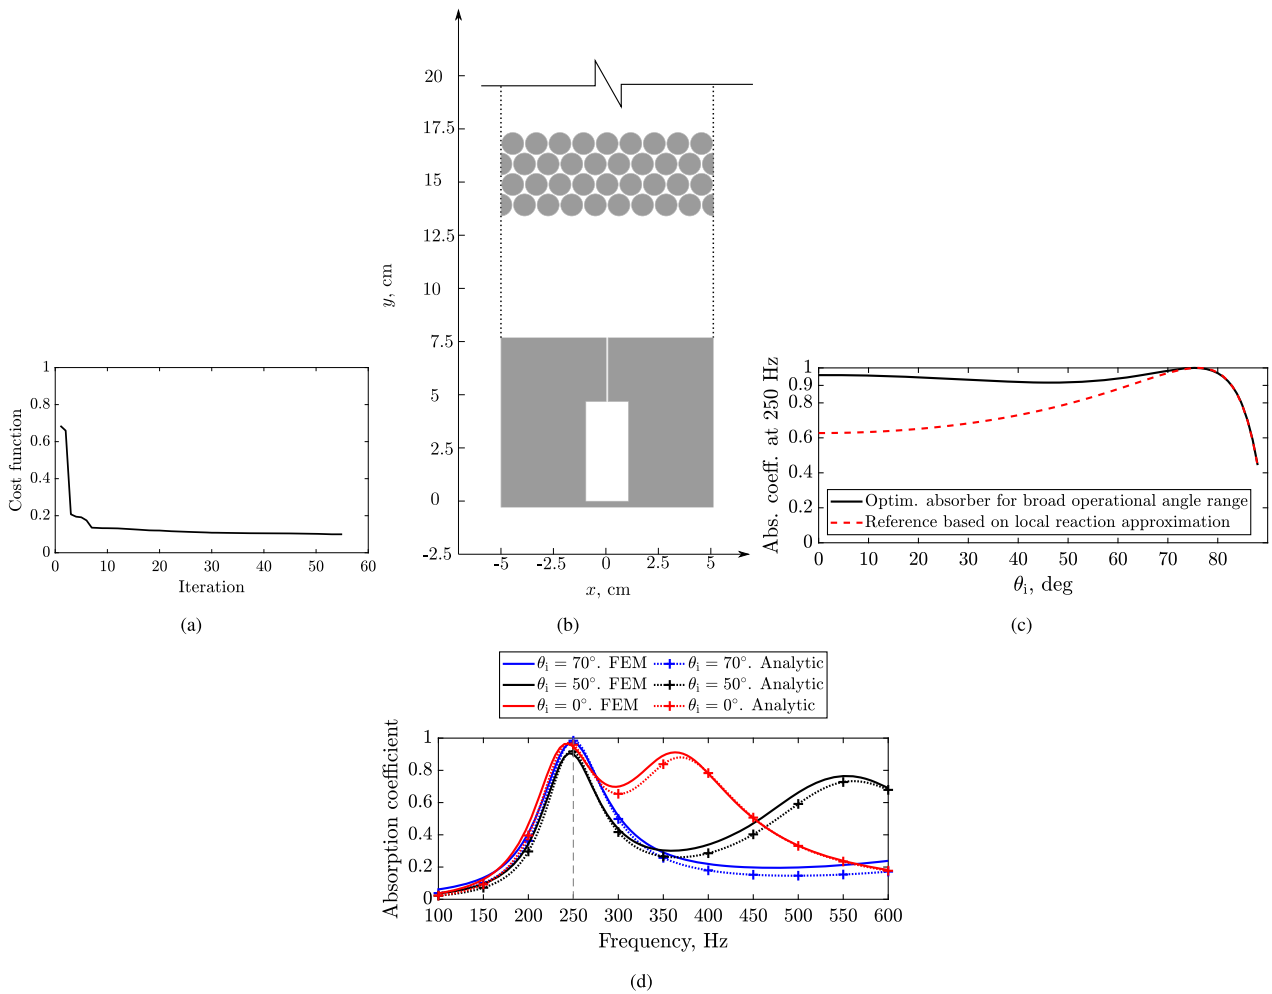 1
0.8
0.6
0.4
0.2
0
Cost function
0 10 20 30 40 50 60
Iteration
(a)
20
17.5
15
12.5
10
7.5
5
2.5
0
-2.5
y, cm
-5 -2.5 0 2.5 5
x, cm
(b)
1
0.9
0.6
0.4
0.2
0
Abs. coeff. at 250 Hz
Optim. absorber for broad operational angle range
Reference based on local reaction approximation
0 10 20 30 40 50 60 70 80
θi, deg
(c)
θi = 70°. FEM θi = 70°. Analytic
θi = 50°. FEM θi = 50°. Analytic
θi = 0°. FEM θi = 0°. Analytic
1
0.8
0.6
0.4
0.2
0
Absorption coefficient
100 150 200 250 300 350 400 450 500 550 600
Frequency, Hz
(d)